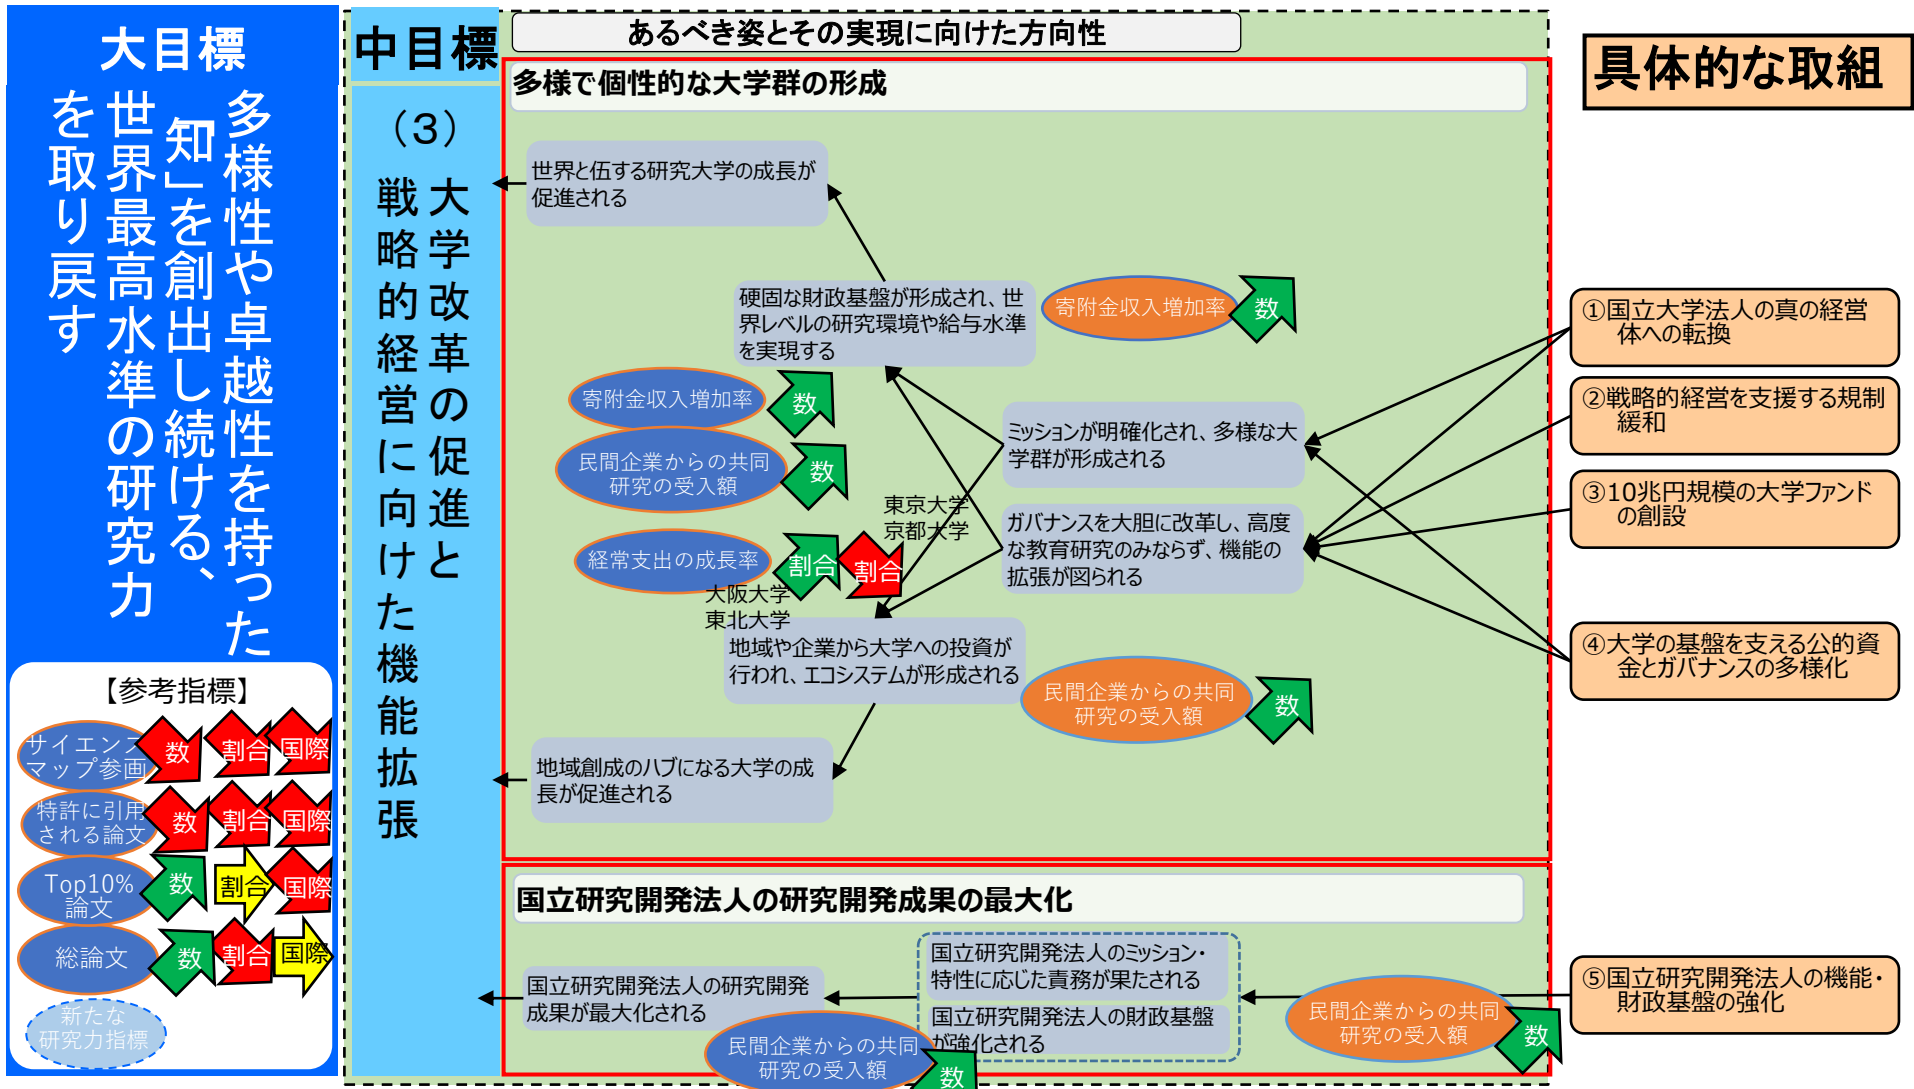 大目標
多様性や卓越性を持った
「知」を創出し続ける、
世界最高水準の研究力
を取り戻す
【参考指標】
サイエンス
マップ参画
数
割合
国際
特許に引用
される論文
数
割合
国際
Top10%
論文
数
割合
国際
総論文
数
割合
国際
新たな
研究力指標
中目標
（3）
大学改革の促進と
戦略的経営に向けた機能拡張
あるべき姿とその実現に向けた方向性
多様で個性的な大学群の形成
世界と伍する研究大学の成長が
促進される
硬固な財政基盤が形成され、世
界レベルの研究環境や給与水準
を実現する
寄附金収入増加率
数
寄附金収入増加率
数
民間企業からの共同
研究の受入額
数
ミッションが明確化され、多様な大
学群が形成される
東京大学
京都大学
ガバナンスを大胆に改革し、高度
な教育研究のみならず、機能の
拡張が図られる
経常支出の成長率
割合
割合
大阪大学
東北大学
地域や企業から大学への投資が
行われ、エコシステムが形成される
民間企業からの共同
研究の受入額
数
地域創成のハブになる大学の成
長が促進される
国立研究開発法人の研究開発成果の最大化
国立研究開発法人の研究開発
成果が最大化される
国立研究開発法人のミッション・
特性に応じた責務が果たされる
国立研究開発法人の財政基盤
が強化される
民間企業からの共同
研究の受入額
数
民間企業からの共同
研究の受入額
数
具体的な取組
①国立大学法人の真の経営
体への転換
②戦略的経営を支援する規制
緩和
③10兆円規模の大学ファンド
の創設
④大学の基盤を支える公的資
金とガバナンスの多様化
⑤国立研究開発法人の機能・
財政基盤の強化